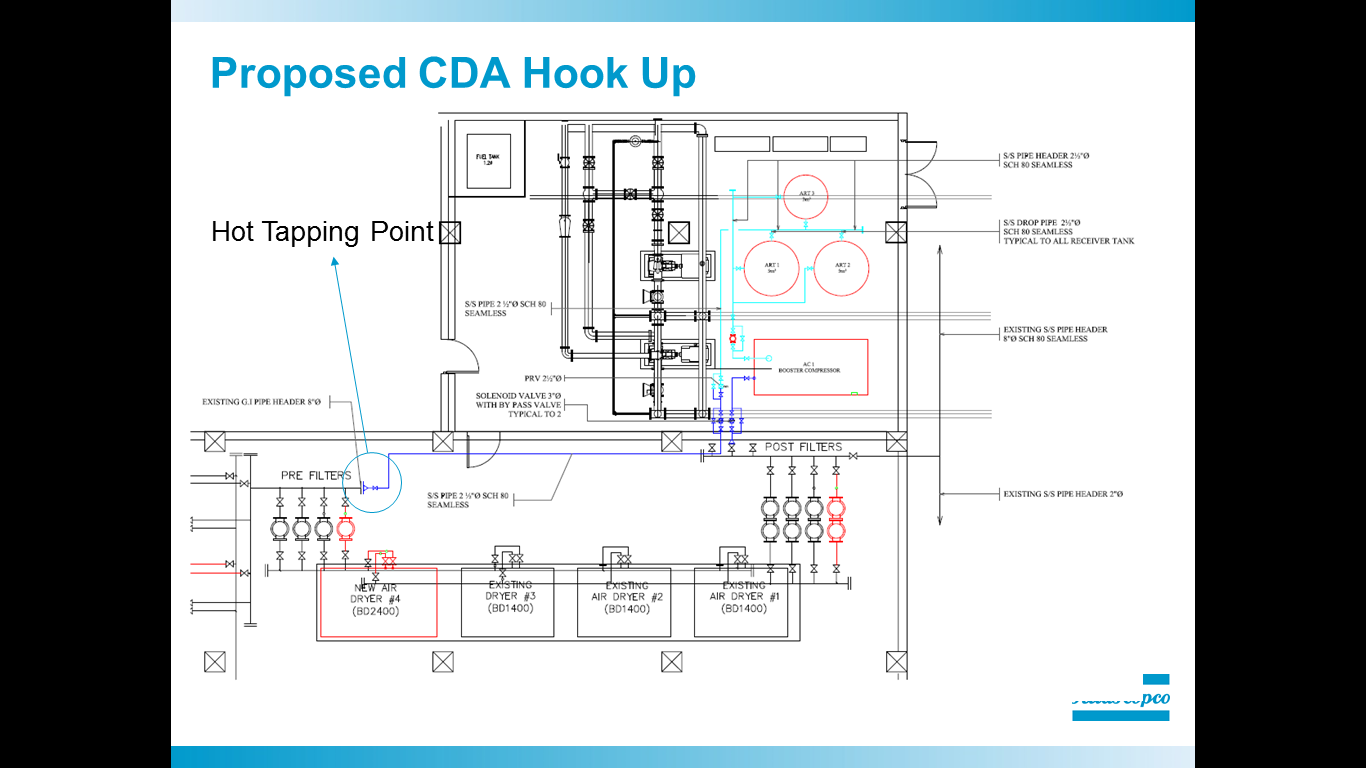 Proposed CDA Hook Up
FUEL TANK
Hot Tapping Point
ART 3
ART 1
ART 2
S/S PIPE HEADER 2½"Ø
SCH 80 SEAMLESS
S/S DROP PIPE 2½"Ø
SCH 80 SEAMLESS
TYPICAL TO ALL RECEIVER TANK
S/S PIPE 2 ½"Ø SCH 80
SEAMLESS
EXISTING S/S PIPE HEADER
8"Ø SCH 80 SEAMLESS
AC 1
BOOSTER COMPRESSOR
PRV 2½"Ø
SOLENOID VALVE 3"Ø
WITH BY PASS VALVE
TYPICAL TO 2
EXISTING G.I PIPE HEADER 8"Ø
PRE FILTERS
POST FILTERS
S/S PIPE 2 ½"Ø SCH 80
SEAMLESS
EXISTING S/S PIPE HEADER 2"Ø
NEW AIR
DRYER #4
(BD2400)
EXISTING
DRYER #3
(BD1400)
EXISTING
AIR DRYER #2
(BD1400)
EXISTING
AIR DRYER #1
(BD1400)